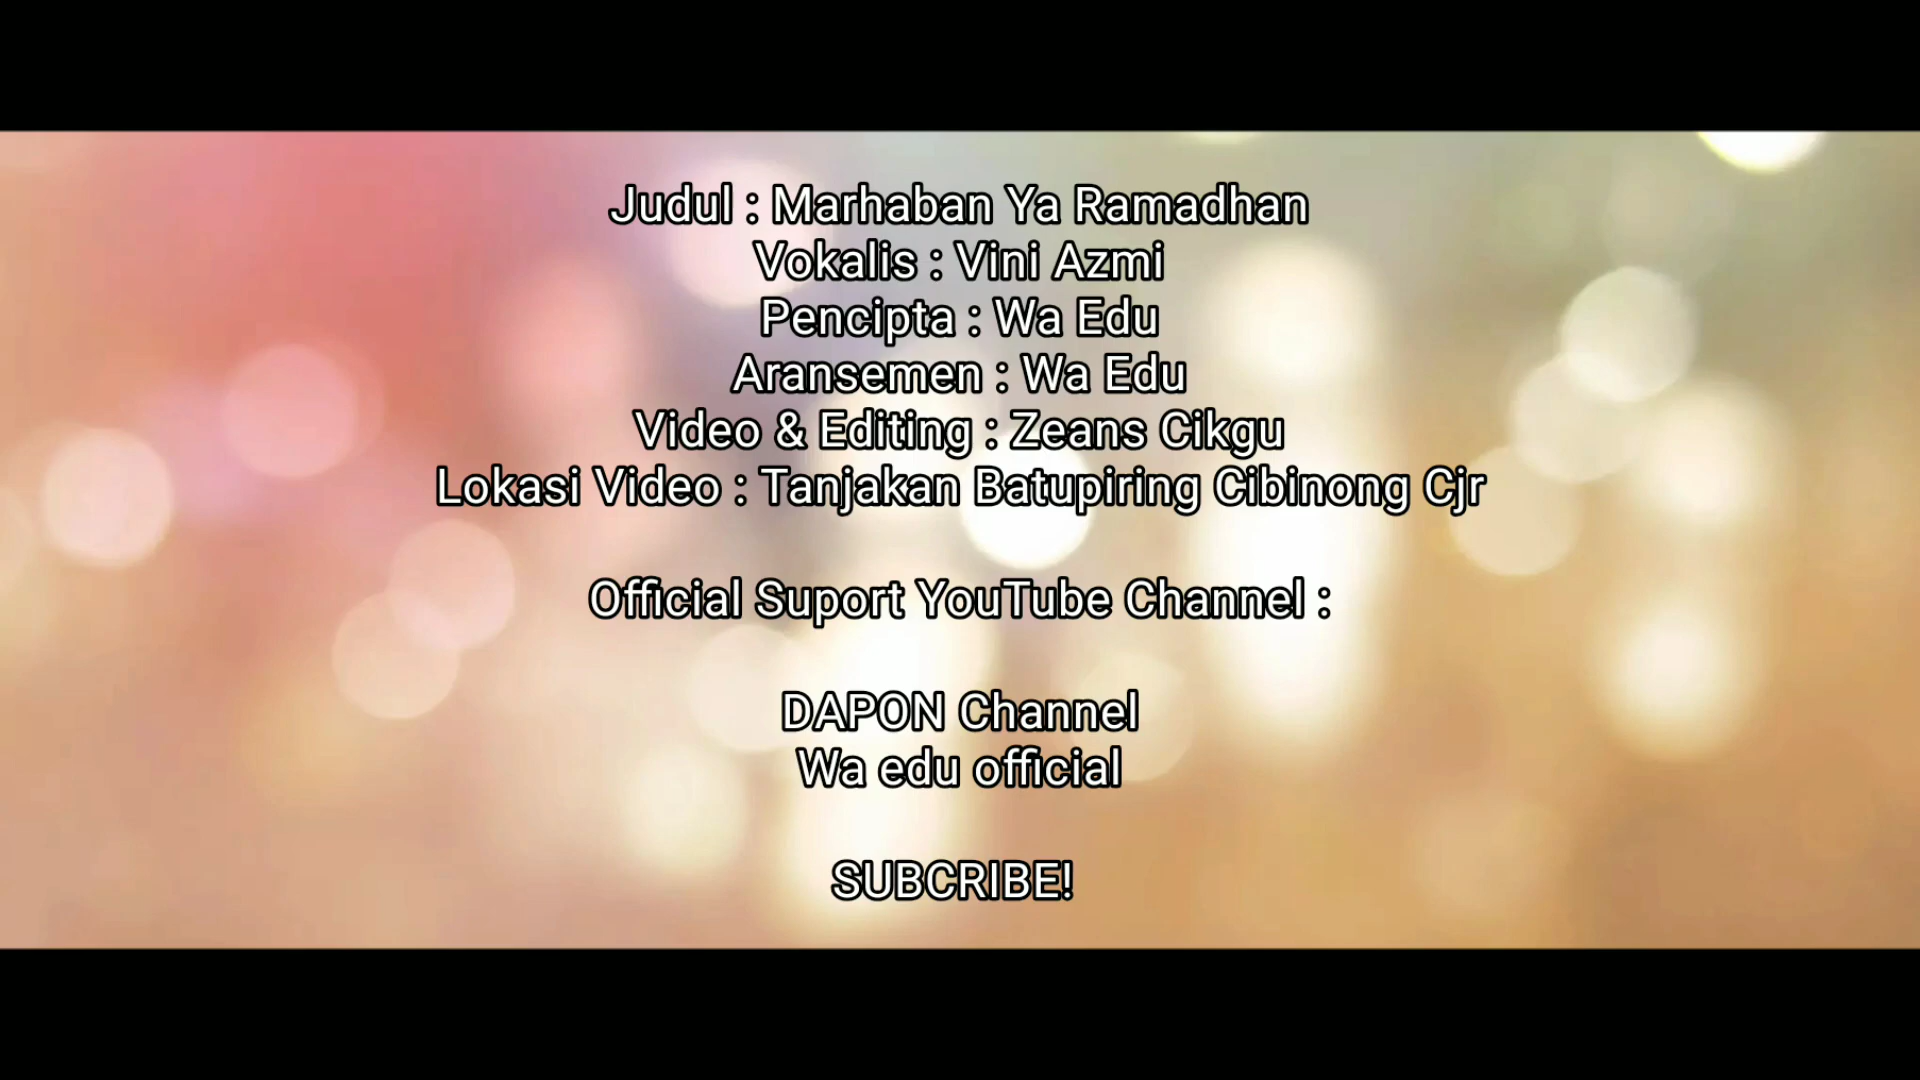 Judul : Marhaban Ya Ramadhan
Vokalis : Vini Azmi
Pencipta : Wa Edu
Aransemen : Wa Edu
Video & Editing : Zeans Cikgu
Lokasi Video : Tanjakan Batupiring Cibinong Cjr
Official Suport YouTube Channel :
DAPON Channel
Wa edu official
SUBCRIBE!